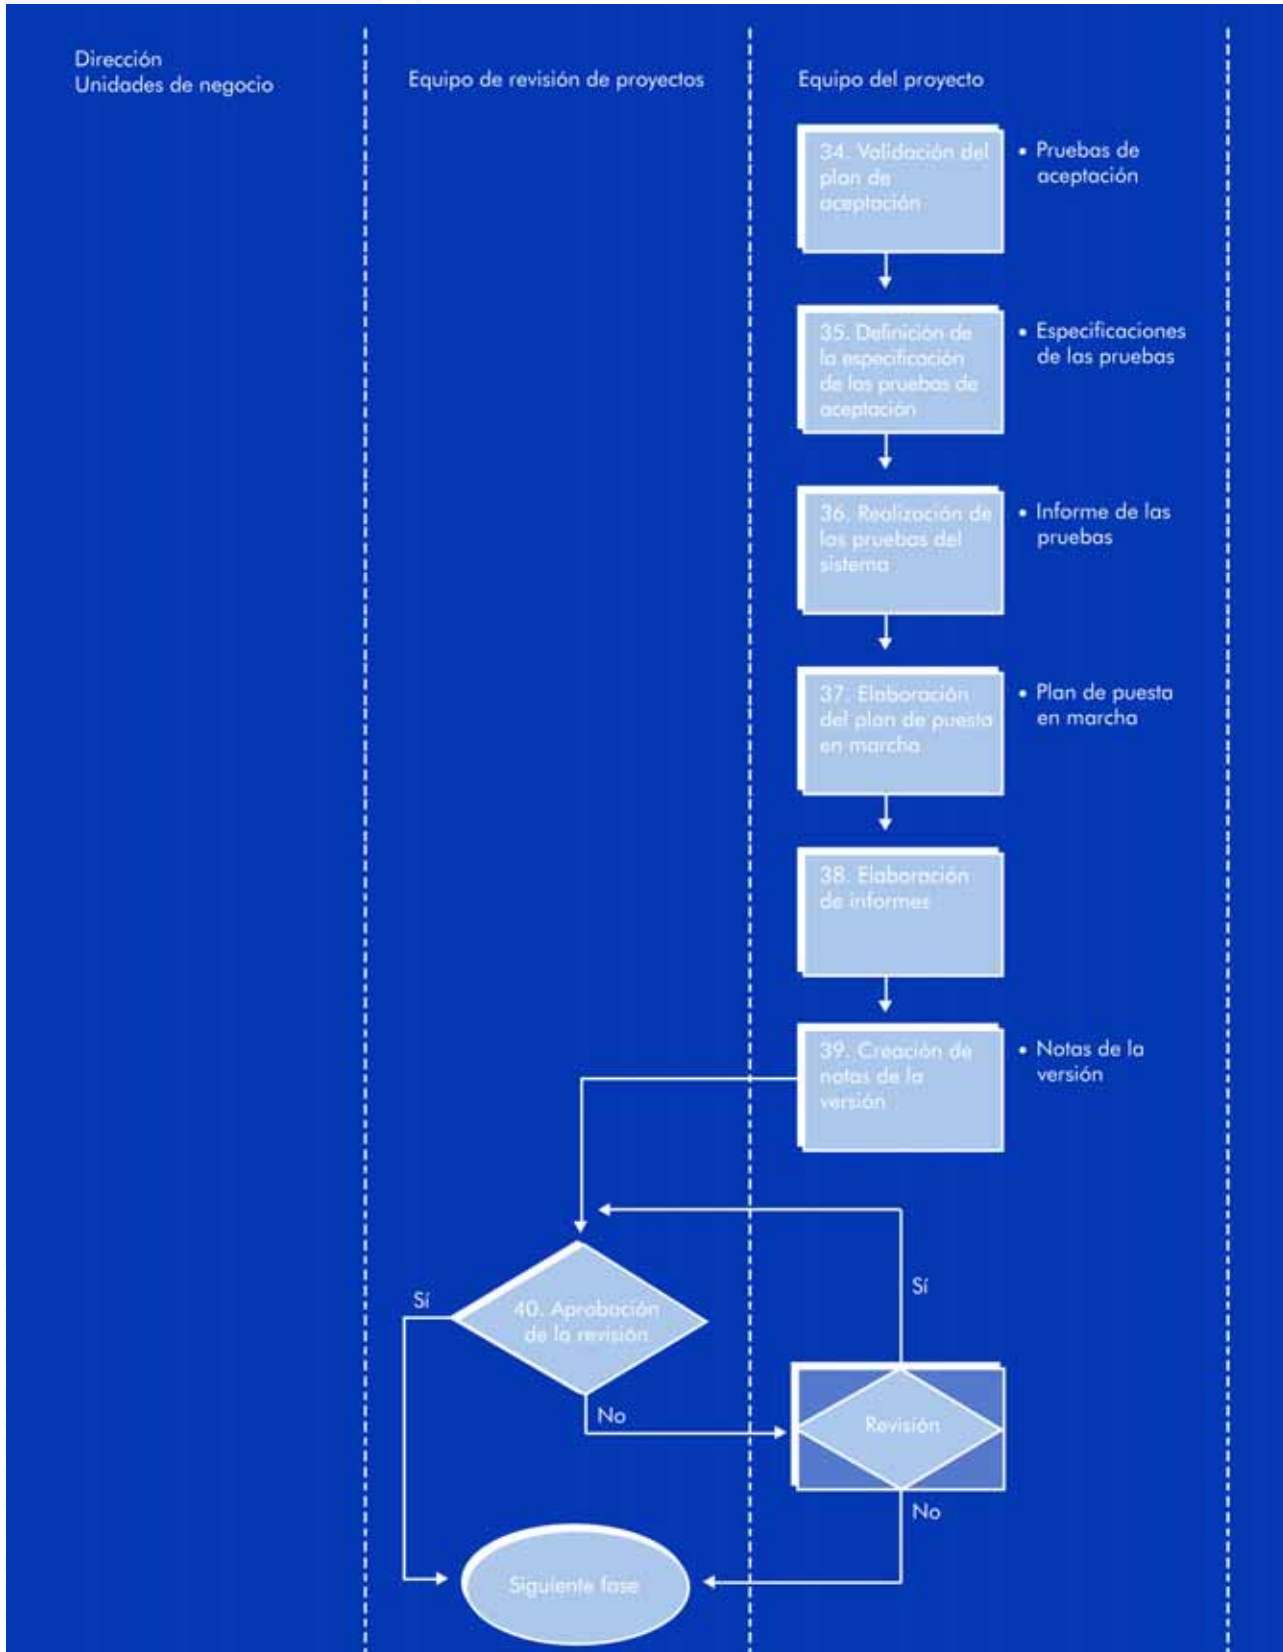 Dirección
Unidades de negocio
Equipo de revisión de proyectos
Equipo del proyecto
34. Validación del
plan de
aceptación
• Pruebas de
aceptación
35. Definición de
la especificación
de las pruebas de
aceptación
• Especificaciones
de las pruebas
36. Realización de
las pruebas del
sistema
• Informe de las
pruebas
37. Elaboración
del plan de puesta
en marcha
• Plan de puesta
en marcha
38. Elaboración
de informes
39. Creación de
notas de la
versión
• Notas de la
versión
Sí
40. Aprobación
de la revisión
Sí
No
Revisión
No
Siguiente fase